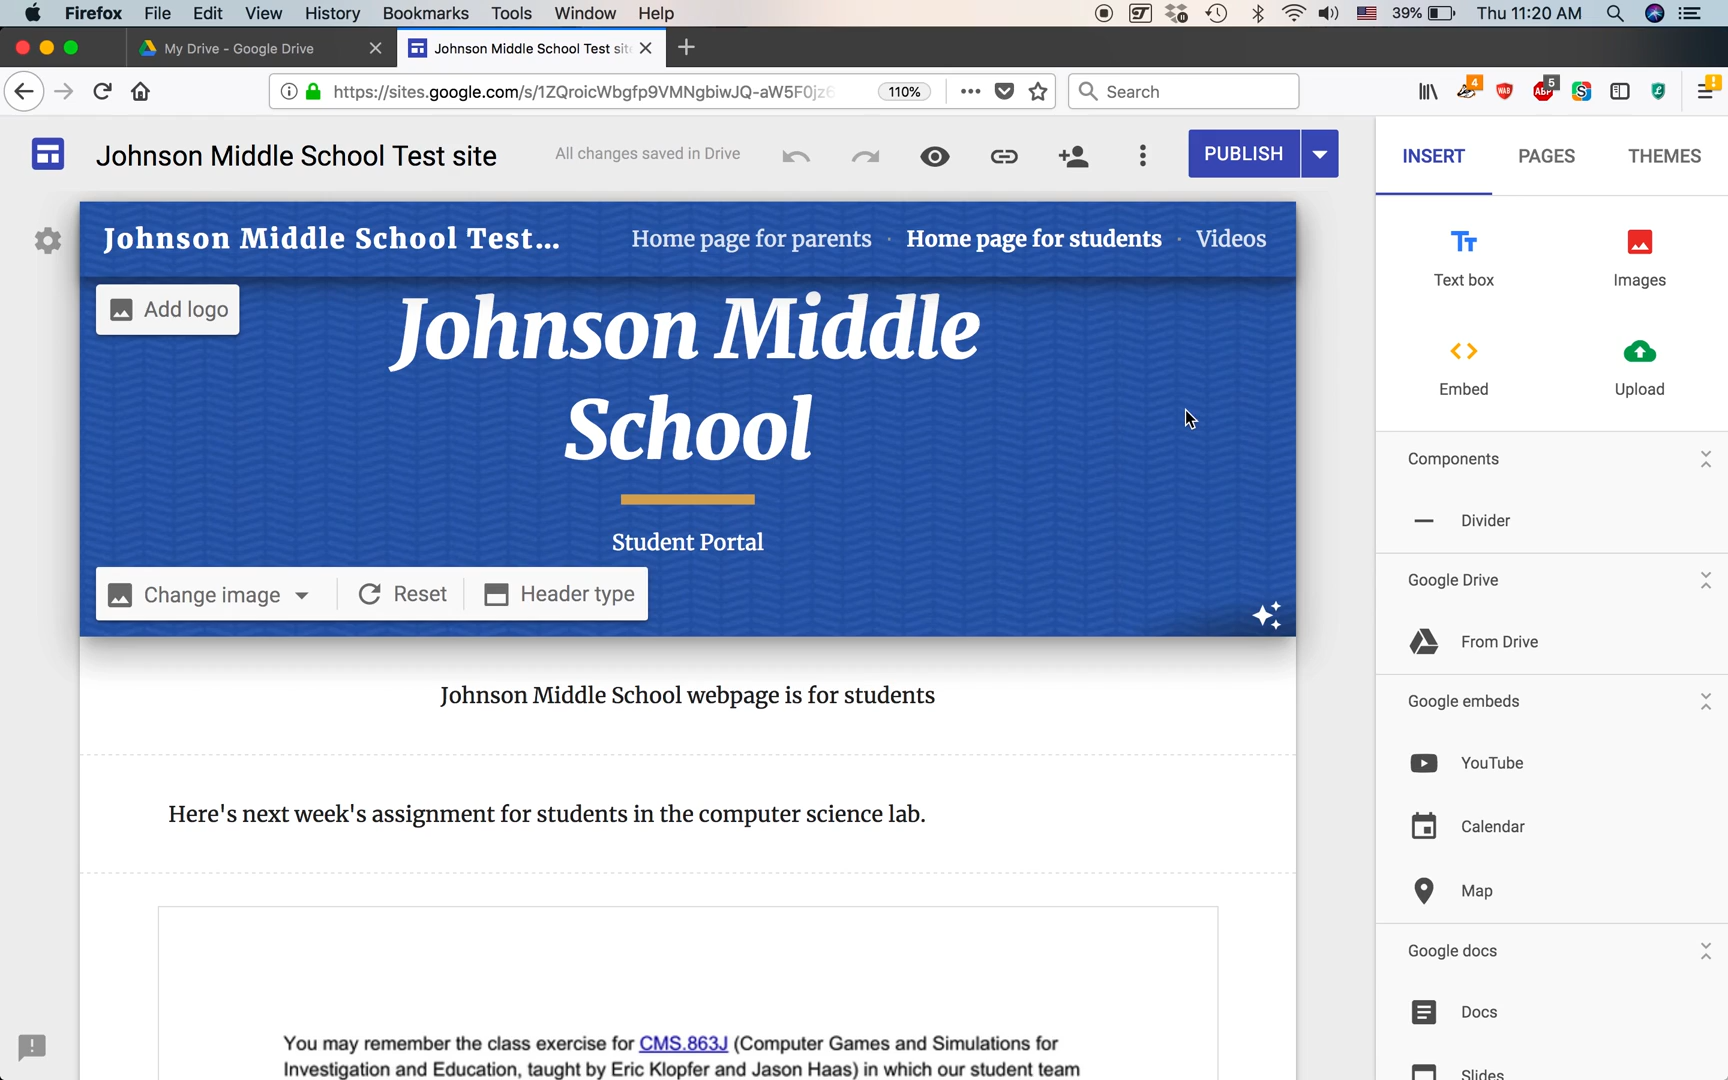 Firefox File Edit View History Bookmarks Tools Window Help 39% Thu 11:20 AM
My Drive - Google Drive
Johnson Middle School Test site
https://sites.google.com/s/1ZQroicWbgfp9VMNgbiwJQ-aW5F0jz6
110%
Search
4
WAB
ABP
5
S
Johnson Middle School Test site
All changes saved in Drive
PUBLISH
INSERT PAGES THEMES
Johnson Middle School Test...
Home page for parents · Home page for students · Videos
Add logo
Johnson Middle
School
Student Portal
Change image
Reset
Header type
Johnson Middle School webpage is for students
Here's next week's assignment for students in the computer science lab.
You may remember the class exercise for CMS.863J (Computer Games and Simulations for
Investigation and Education, taught by Eric Klopfer and Jason Haas) in which our student team
Tt
Text box
Images
Embed
Upload
Components
Divider
Google Drive
From Drive
Google embeds
YouTube
Calendar
Map
Google docs
Docs
Slides